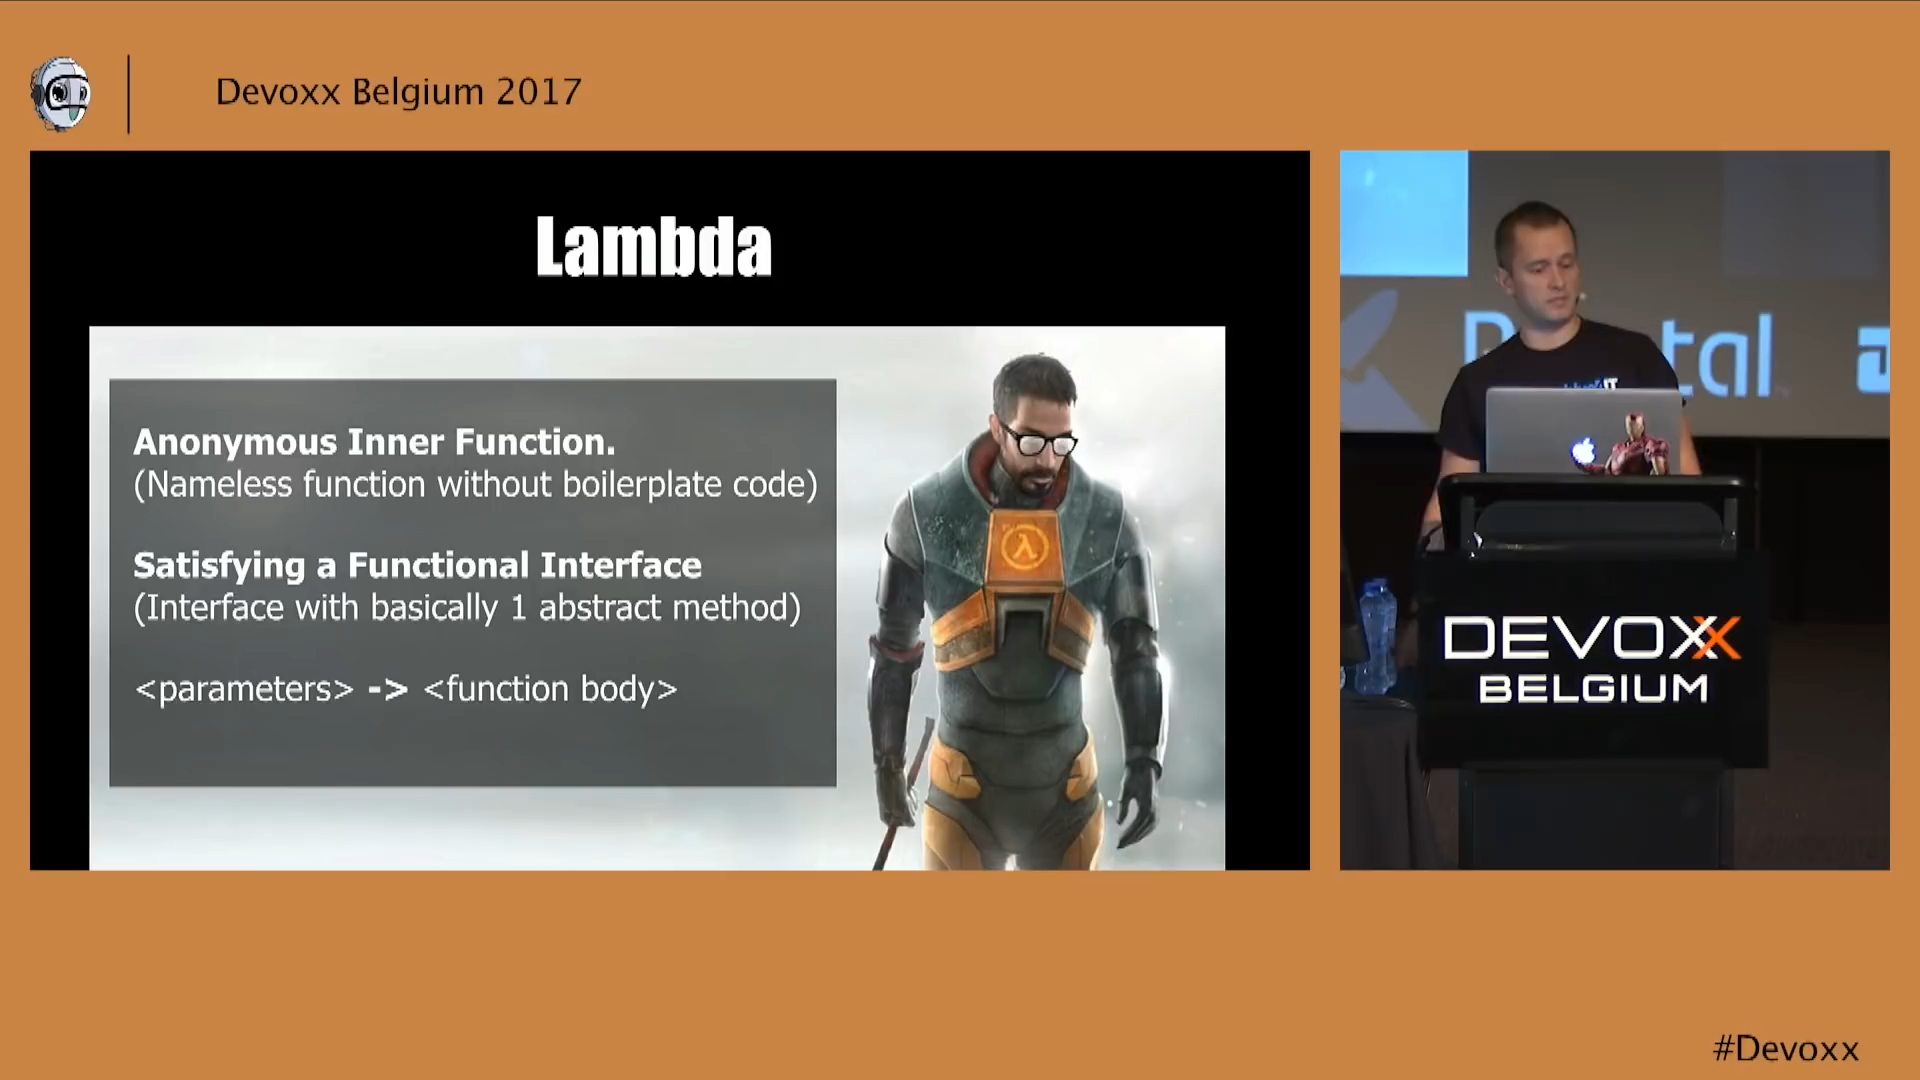 Devoxx Belgium 2017
Lambda
Anonymous Inner Function.
(Nameless function without boilerplate code)
Satisfying a Functional Interface
(Interface with basically 1 abstract method)
<parameters> -> <function body>
DEVOXX
BELGIUM
#Devoxx